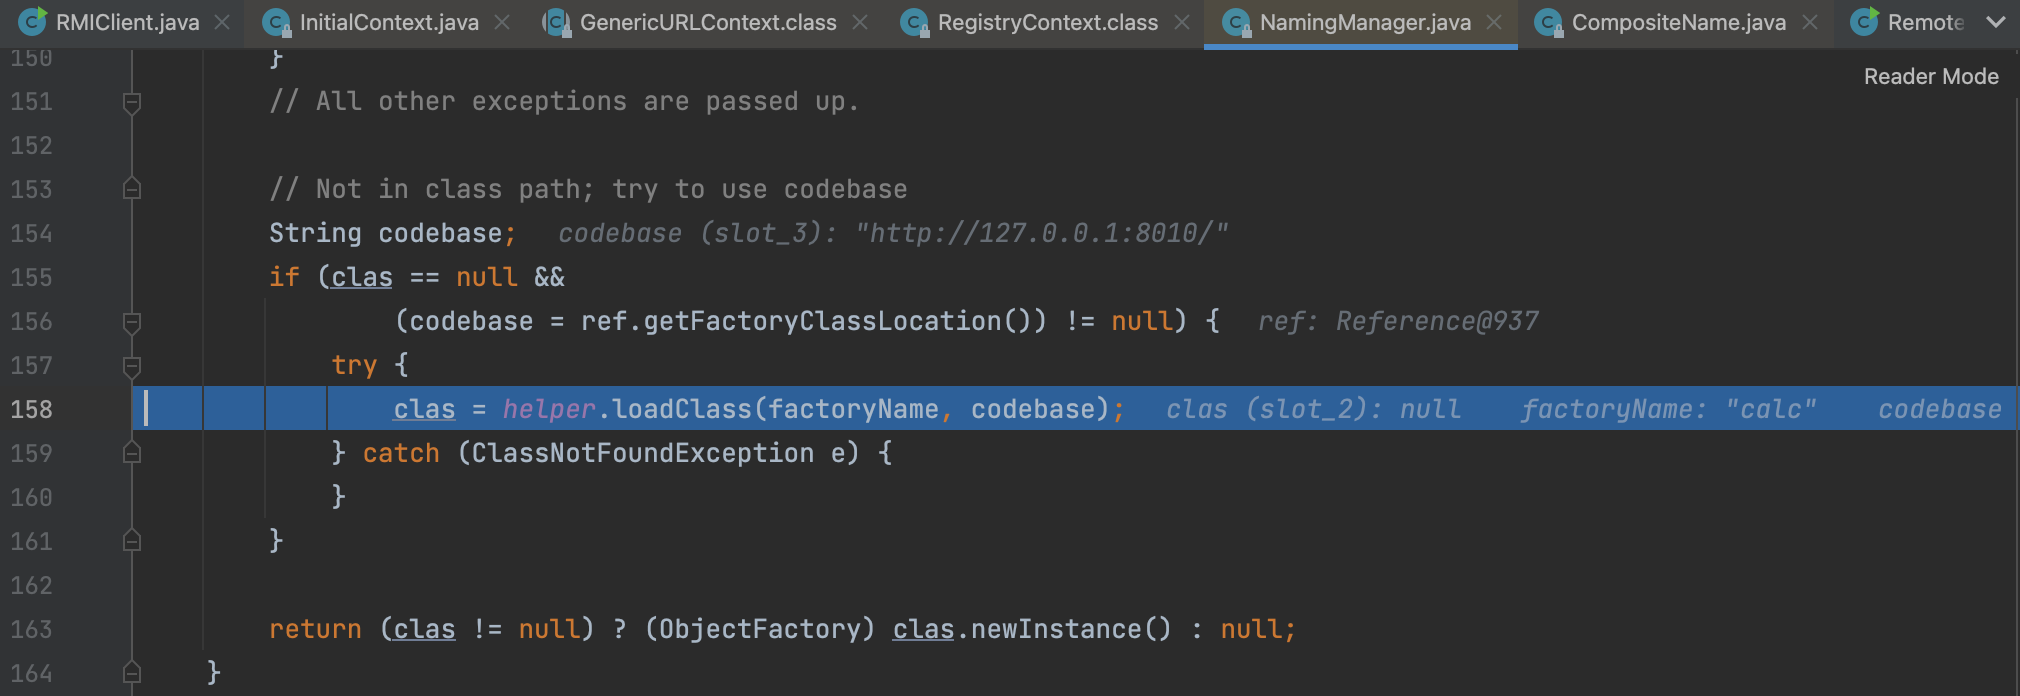 RMIClient.java InitialContext.java GenericURLContext.class RegistryContext.class NamingManager.java CompositeName.java Remote
Reader Mode
150 }
151 // All other exceptions are passed up.
152
153 // Not in class path; try to use codebase
154 String codebase; codebase (slot_3): "http://127.0.0.1:8010/"
155 if (clas == null &&
156 (codebase = ref.getFactoryClassLocation()) != null) { ref: Reference@937
157 try {
158 clas = helper.loadClass(factoryName, codebase); clas (slot_2): null factoryName: "calc" codebase
159 } catch (ClassNotFoundException e) {
160 }
161 }
162
163 return (clas != null) ? (ObjectFactory) clas.newInstance() : null;
164 }